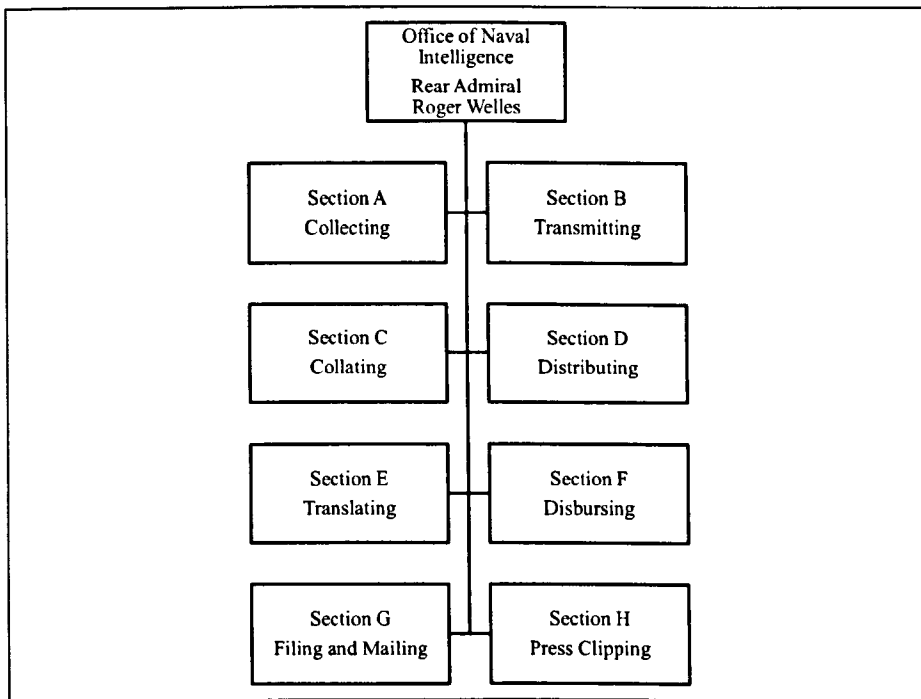 Office of Naval
Intelligence
Rear Admiral
Roger Welles
Section A
Collecting
Section B
Transmitting
Section C
Collating
Section D
Distributing
Section E
Translating
Section F
Disbursing
Section G
Filing and Mailing
Section H
Press Clipping